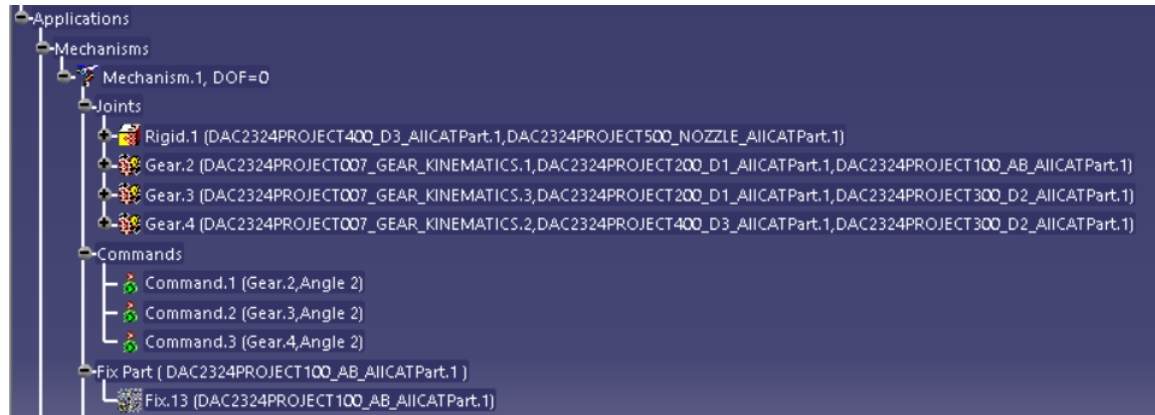 Applications
Mechanisms
Mechanism.1, DOF=0
Joints
Rigid.1 (DAC2324PROJECT400_D3_AllCATPart.1,DAC2324PROJECT500_NOZZLE_AllCATPart.1)
Gear.2 (DAC2324PROJECT007_GEAR_KINEMATICS.1,DAC2324PROJECT200_D1_AllCATPart.1,DAC2324PROJECT100_AB_AllCATPart.1)
Gear.3 (DAC2324PROJECT007_GEAR_KINEMATICS.3,DAC2324PROJECT200_D1_AllCATPart.1,DAC2324PROJECT300_D2_AllCATPart.1)
Gear.4 (DAC2324PROJECT007_GEAR_KINEMATICS.2,DAC2324PROJECT400_D3_AllCATPart.1,DAC2324PROJECT300_D2_AllCATPart.1)
Commands
Command.1 (Gear.2,Angle 2)
Command.2 (Gear.3,Angle 2)
Command.3 (Gear.4,Angle 2)
Fix Part ( DAC2324PROJECT100_AB_AllCATPart.1 )
Fix.13 (DAC2324PROJECT100_AB_AllCATPart.1)